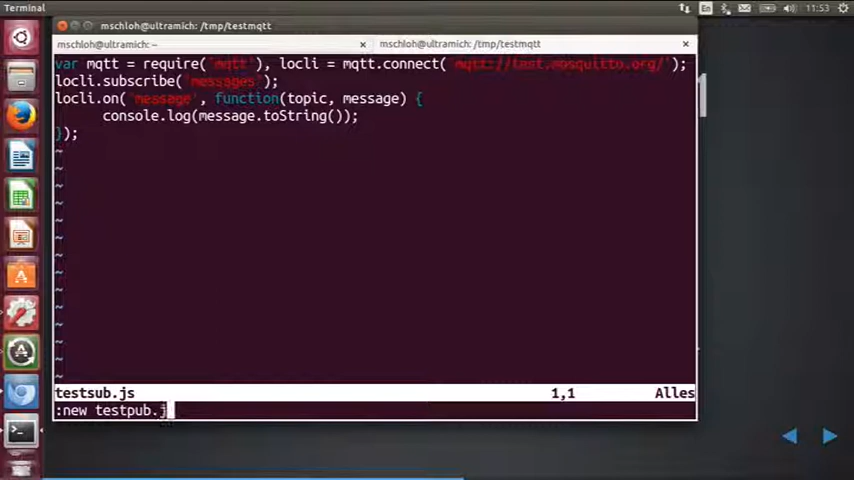 Terminal
En
11:53
mschloh@ultramich: /tmp/testmqtt
mschloh@ultramich: ~
mschloh@ultramich: /tmp/testmqtt
var mqtt = require('mqtt'), locli = mqtt.connect('mqtt://test.mosquitto.org/');
locli.subscribe('messages');
locli.on('message', function(topic, message) {
console.log(message.toString());
});
~
~
~
~
~
~
~
~
~
~
~
~
~
~
testsub.js 1,1 Alles
:new testpub.j